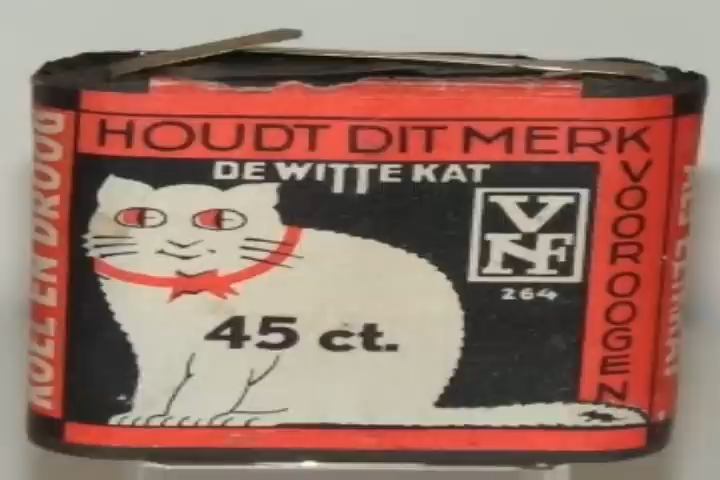 HOUDT DIT MERK
VOOR OOGEN
DE WITTE KAT
VNF
264
45 ct.
KOEL EN DROOG